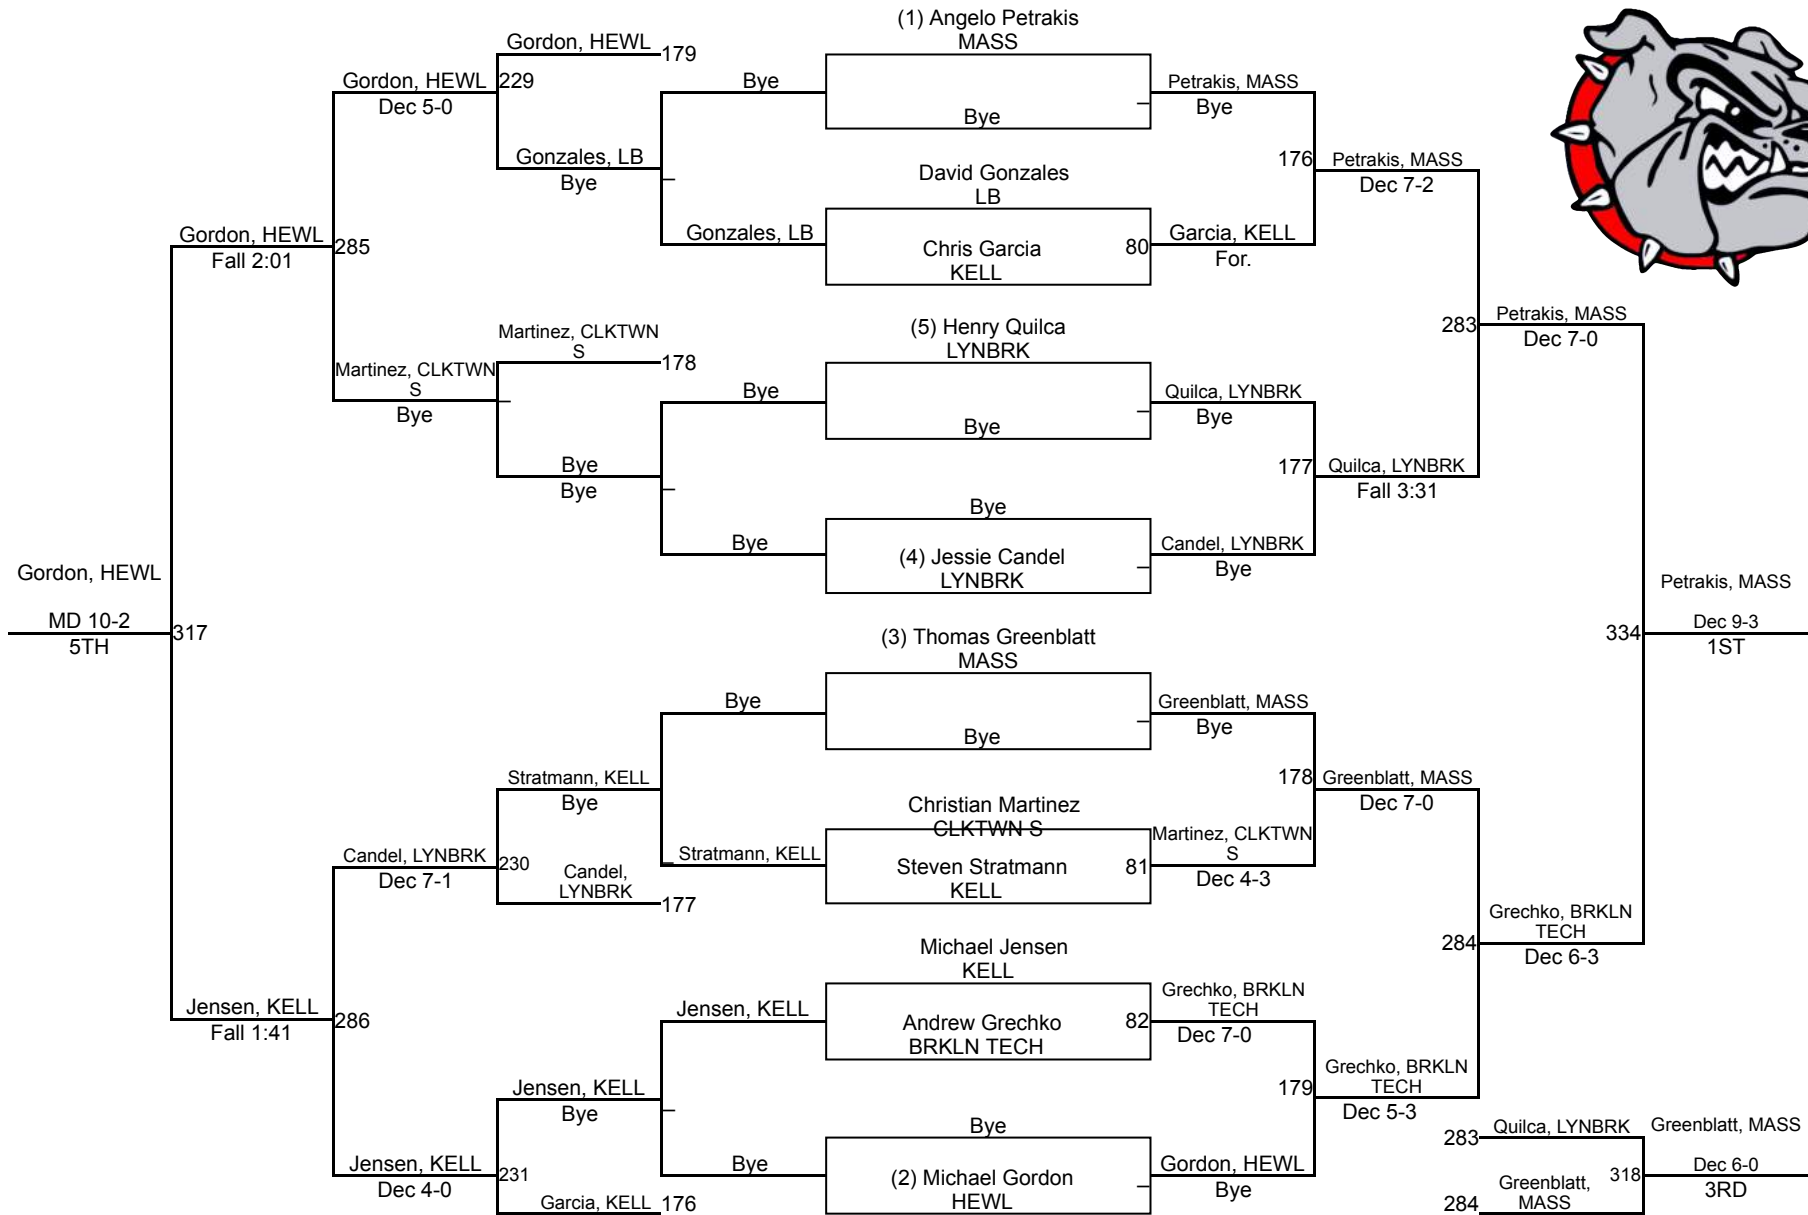 (1) Angelo Petrakis
MASS
Gordon, HEWL
179
Gordon, HEWL
229
Dec 5-0
Bye
Bye
Petrakis, MASS
Bye
Gonzales, LB
Bye
176
Petrakis, MASS
Dec 7-2
David Gonzales
LB
Gonzales, LB
Chris Garcia
KELL
80
Garcia, KELL
For.
Gordon, HEWL
Fall 2:01
285
(5) Henry Quilca
LYNBRK
283
Petrakis, MASS
Dec 7-0
Martinez, CLKTWN
S
178
Martinez, CLKTWN
S
Bye
Bye
Bye
Quilca, LYNBRK
Bye
Bye
Bye
177
Quilca, LYNBRK
Fall 3:31
Bye
Bye
(4) Jessie Candel
LYNBRK
Candel, LYNBRK
Bye
Gordon, HEWL
MD 10-2
5TH
317
Petrakis, MASS
334
Dec 9-3
1ST
(3) Thomas Greenblatt
MASS
Bye
Bye
Greenblatt, MASS
Bye
Stratmann, KELL
Bye
178
Greenblatt, MASS
Dec 7-0
Christian Martinez
CLKTWN S
Stratmann, KELL
Steven Stratmann
KELL
81
Martinez, CLKTWN
S
Dec 4-3
Candel, LYNBRK
Dec 7-1
230
Candel,
LYNBRK
177
284
Grechko, BRKLN
TECH
Dec 6-3
Michael Jensen
KELL
Jensen, KELL
Fall 1:41
286
Jensen, KELL
Andrew Grechko
BRKLN TECH
82
Grechko, BRKLN
TECH
Dec 7-0
Jensen, KELL
Bye
179
Grechko, BRKLN
TECH
Dec 5-3
Bye
Bye
(2) Michael Gordon
HEWL
Gordon, HEWL
Bye
Jensen, KELL
Dec 4-0
231
Garcia, KELL
176
283
Quilca, LYNBRK
Greenblatt, MASS
284
Greenblatt,
MASS
318
Dec 6-0
3RD